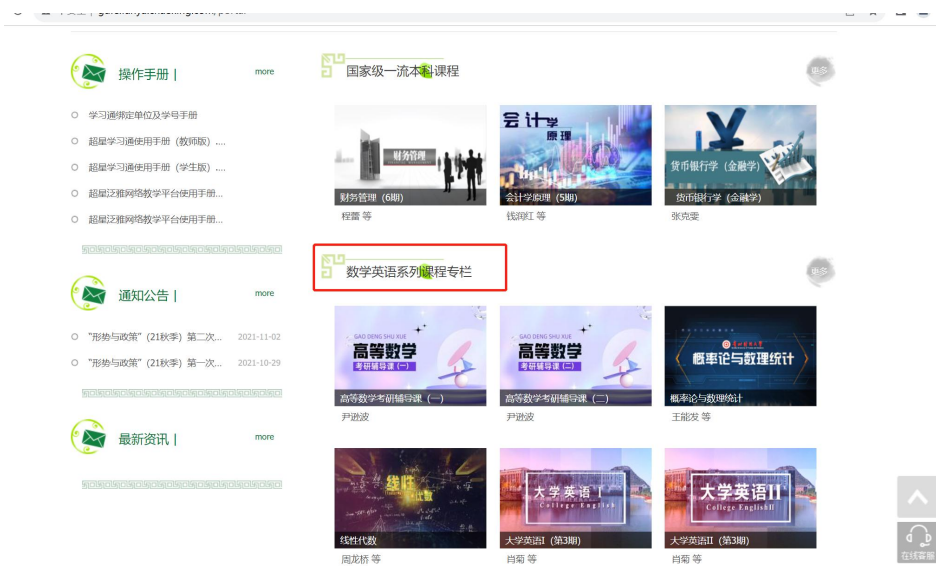 操作手册 | more
学习通绑定单位及学号手册
超星学习通使用手册（教师版）....
超星学习通使用手册（学生版）....
超星泛雅网络教学平台使用手册...
超星泛雅网络教学平台使用手册...
通知公告 | more
“形势与政策”（21秋季）第二次... 2021-11-02
“形势与政策”（21秋季）第一次... 2021-10-29
最新资讯 | more
国家级一流本科课程 更多
财务管理
财务管理（6期）
程蕾 等
会计学
原理
会计学原理（5期）
钱润红 等
货币银行学（金融学）
货币银行学（金融学）
张克雯
数学英语系列课程专栏 更多
GAO DENG SHU XUE
高等数学
考研辅导课（一）
高等数学考研辅导课（一）
尹逊波
GAO DENG SHU XUE
高等数学
考研辅导课（二）
高等数学考研辅导课（二）
尹逊波
概率论与数理统计
概率论与数理统计
王能发 等
线性
代数
线性代数
周龙桥 等
大学英语 I
College English
大学英语I（第3期）
肖菊 等
大学英语II
College EnglishII
大学英语II（第3期）
肖菊 等
在线客服